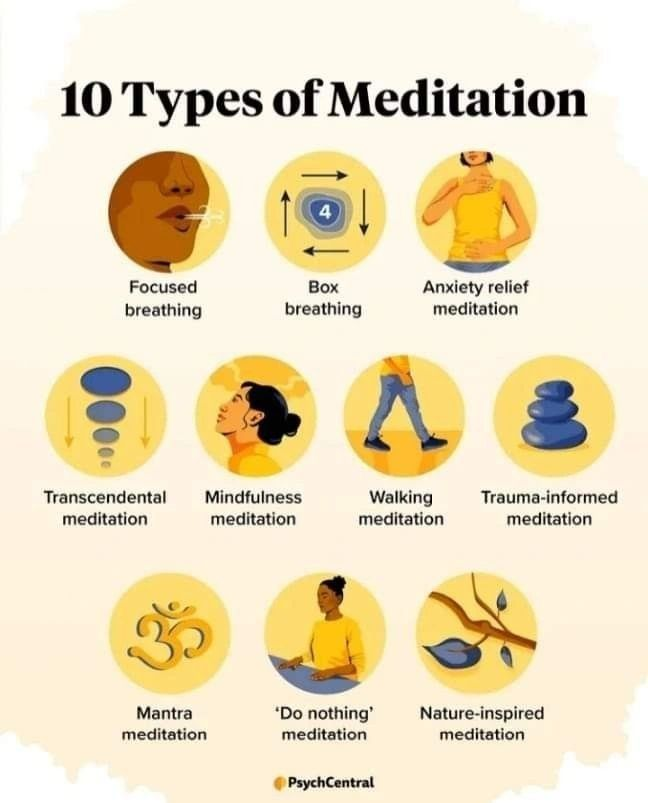 10 Types of Meditation
4
Focused
breathing
Box
breathing
Anxiety relief
meditation
Transcendental
meditation
Mindfulness
meditation
Walking
meditation
Trauma-informed
meditation
ॐ
Mantra
meditation
‘Do nothing’
meditation
Nature-inspired
meditation
PsychCentral